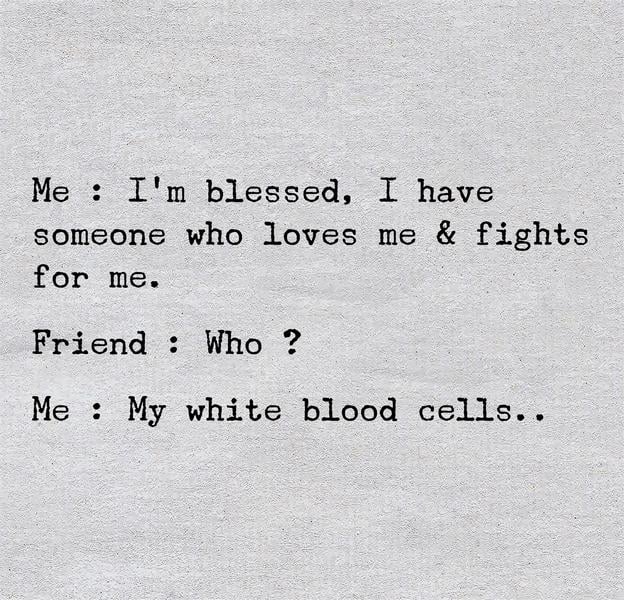 Me : I'm blessed, I have
someone who loves me & fights
for me.
Friend : Who ?
Me : My white blood cells..